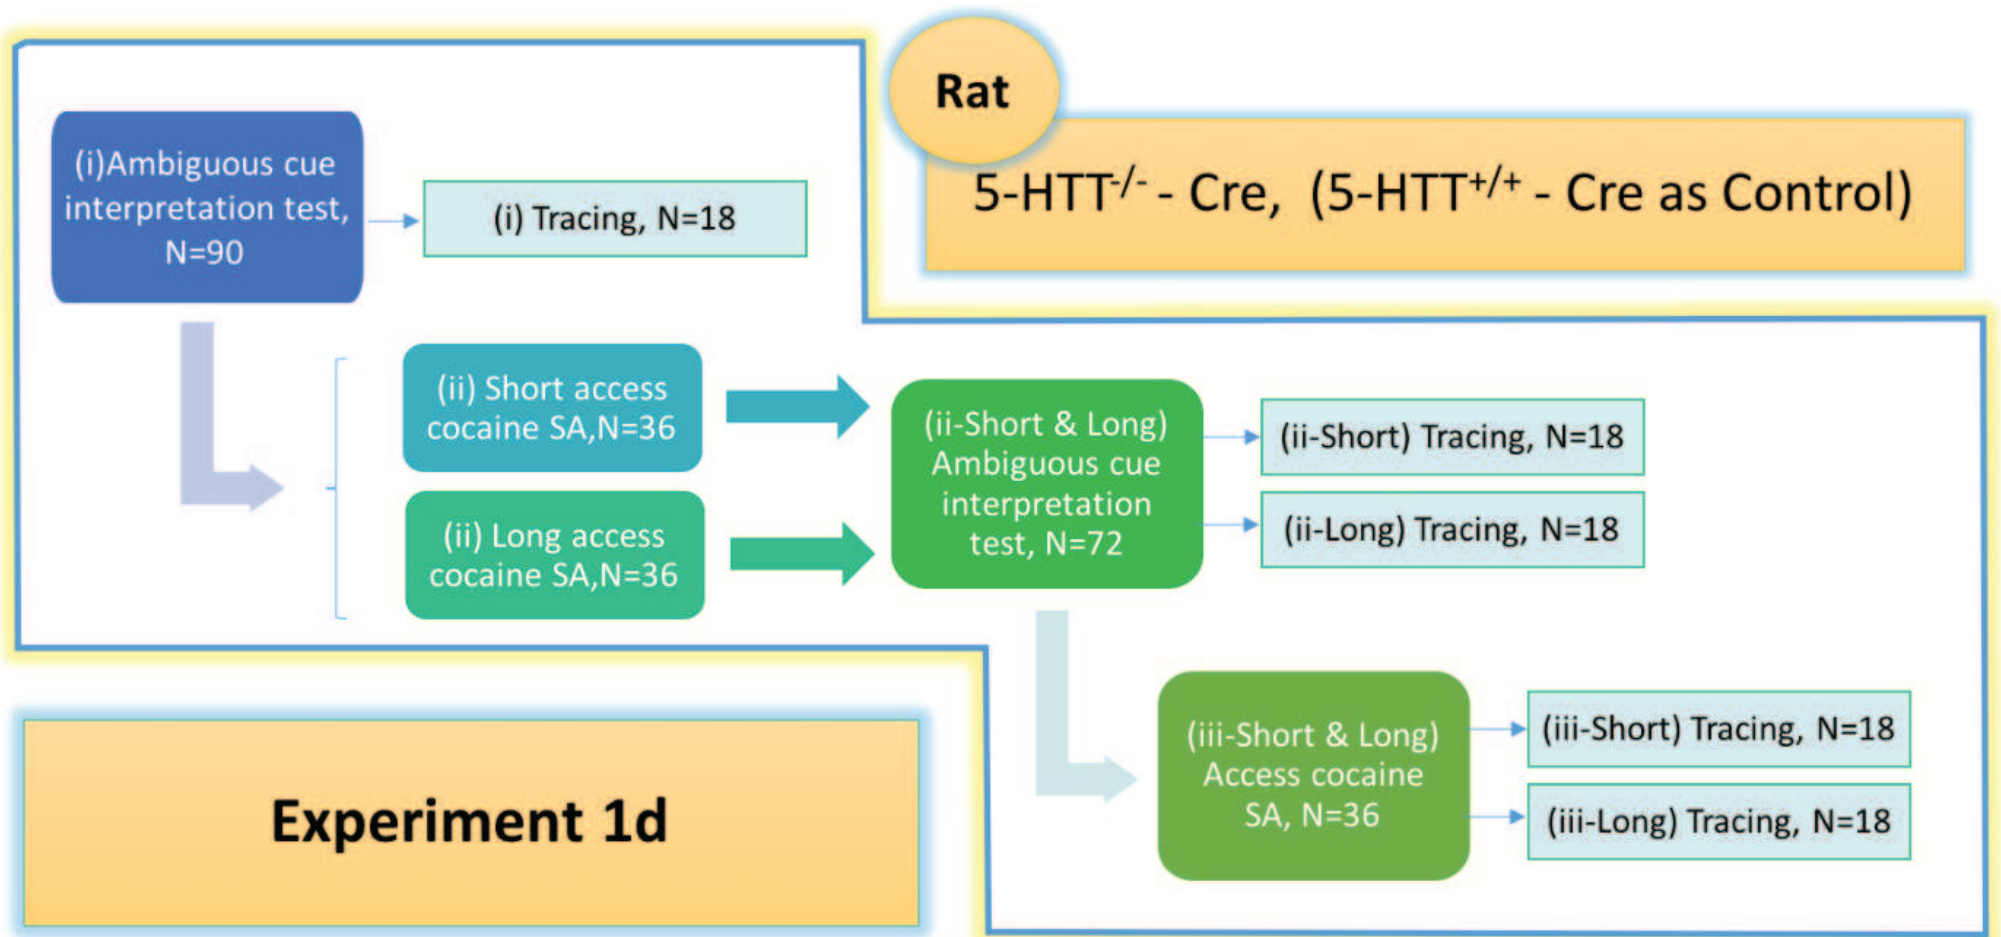 Rat
5-HTT-/- - Cre, (5-HTT+/+ - Cre as Control)
(i)Ambiguous cue
interpretation test,
N=90
(i) Tracing, N=18
(ii) Short access
cocaine SA,N=36
(ii) Long access
cocaine SA,N=36
(ii-Short & Long)
Ambiguous cue
interpretation
test, N=72
(ii-Short) Tracing, N=18
(ii-Long) Tracing, N=18
(iii-Short & Long)
Access cocaine
SA, N=36
(iii-Short) Tracing, N=18
(iii-Long) Tracing, N=18
Experiment 1d